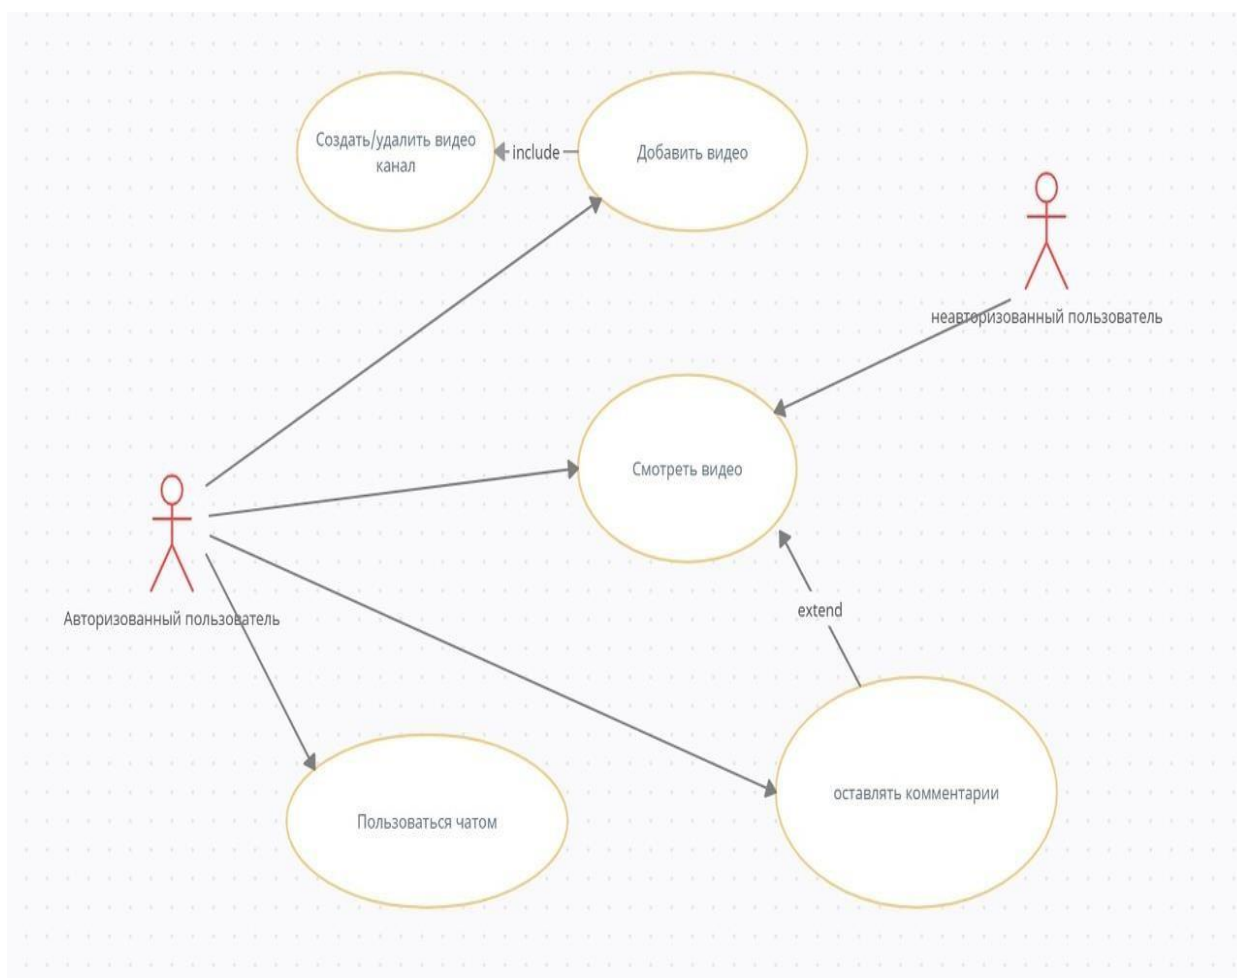 Создать/удалить видео
канал
include
Добавить видео
неавторизованный пользователь
Смотреть видео
Авторизованный пользователь
extend
оставлять комментарии
Пользоваться чатом